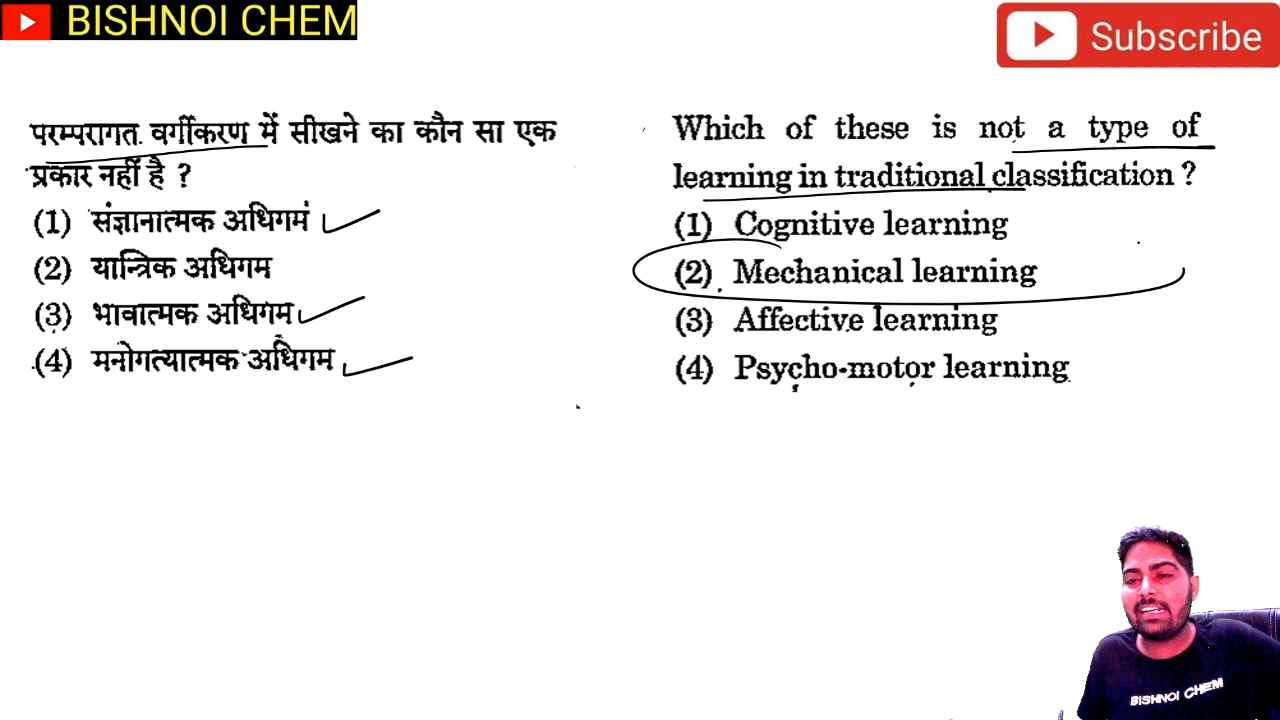 BISHNOI CHEM
Subscribe
परम्परागत वर्गीकरण में सीखने का कौन सा एक
प्रकार नहीं है ?
(1) संज्ञानात्मक अधिगम
(2) यान्त्रिक अधिगम
(3) भावात्मक अधिगम
(4) मनोगत्यात्मक अधिगम
Which of these is not a type of
learning in traditional classification ?
(1) Cognitive learning
(2) Mechanical learning
(3) Affective learning
(4) Psycho-motor learning
BISHNOI CHEM